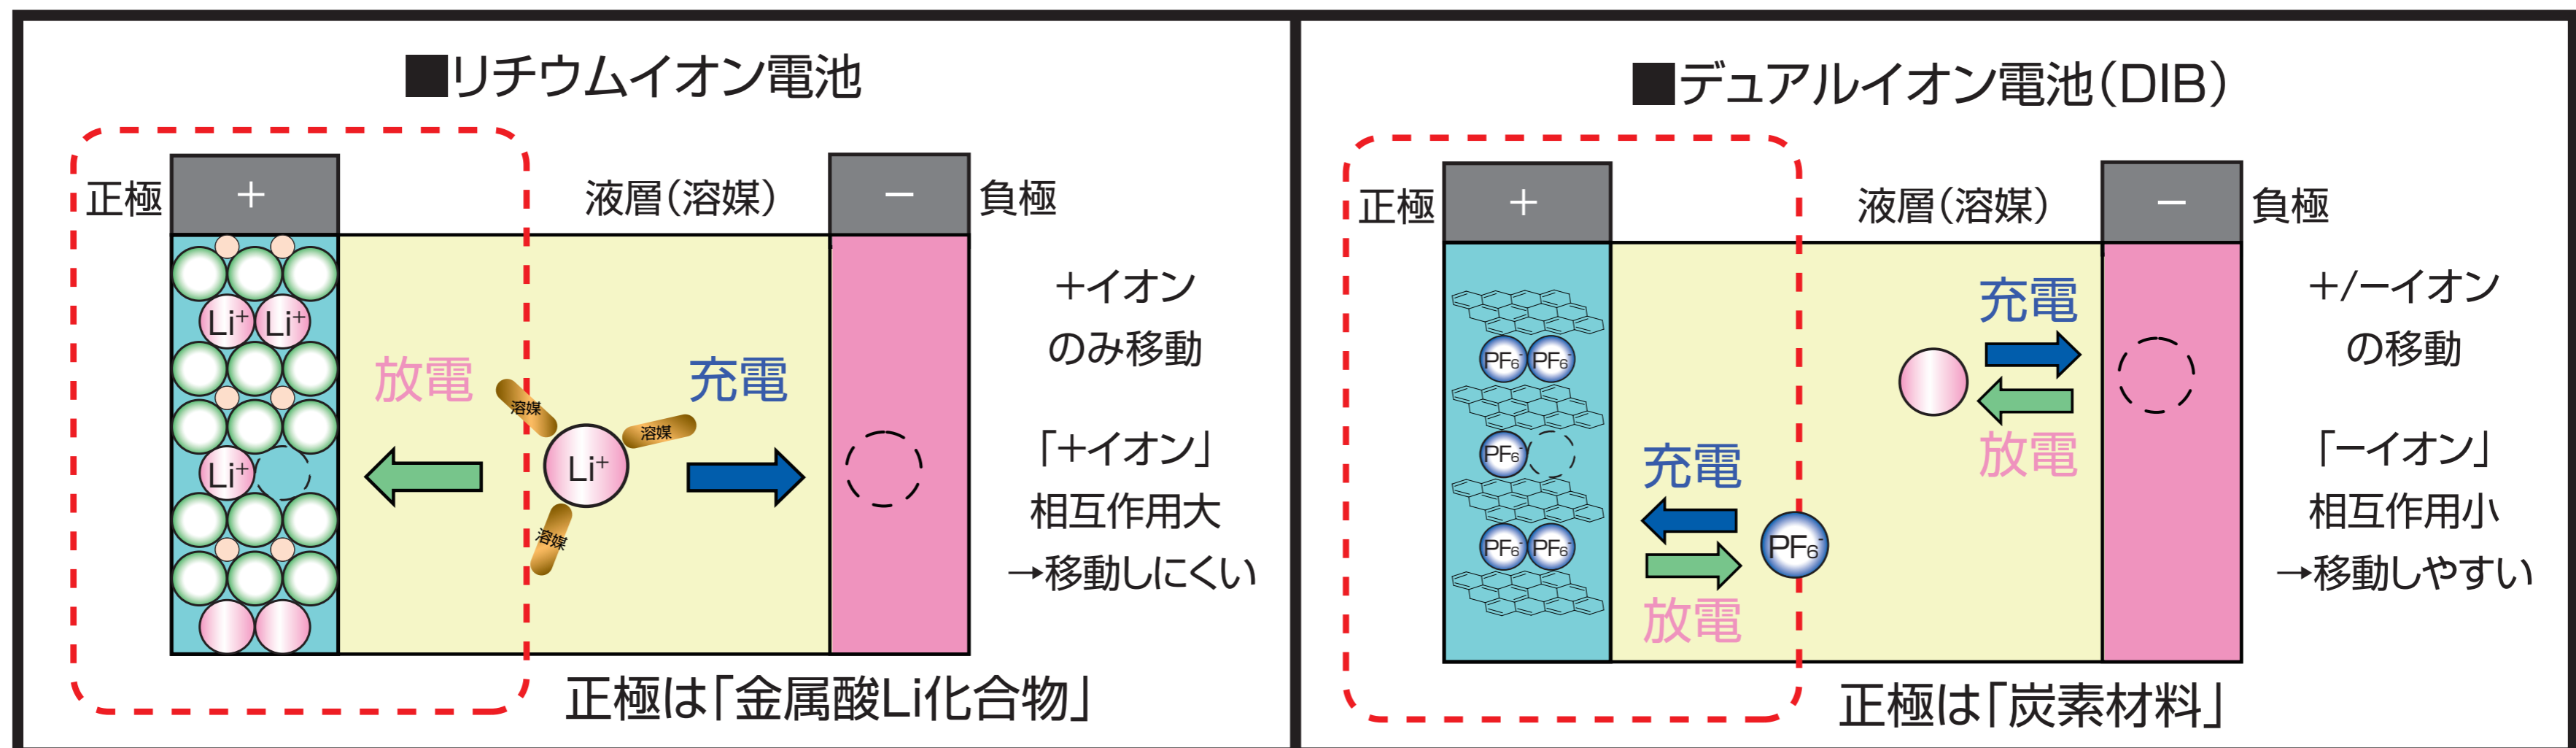 ■リチウムイオン電池
正極
+
液層(溶媒)
−
負極
Li⁺
Li⁺
放電
充電
溶媒
溶媒
Li⁺
Li⁺
溶媒
+イオン
のみ移動
「+イオン」
相互作用大
→移動しにくい
正極は「金属酸Li化合物」
■デュアルイオン電池(DIB)
正極
+
液層(溶媒)
−
負極
PF₆⁻
PF₆⁻
PF₆⁻
PF₆⁻
PF₆⁻
充電
放電
充電
放電
PF₆⁻
+/−イオン
の移動
「−イオン」
相互作用小
→移動しやすい
正極は「炭素材料」